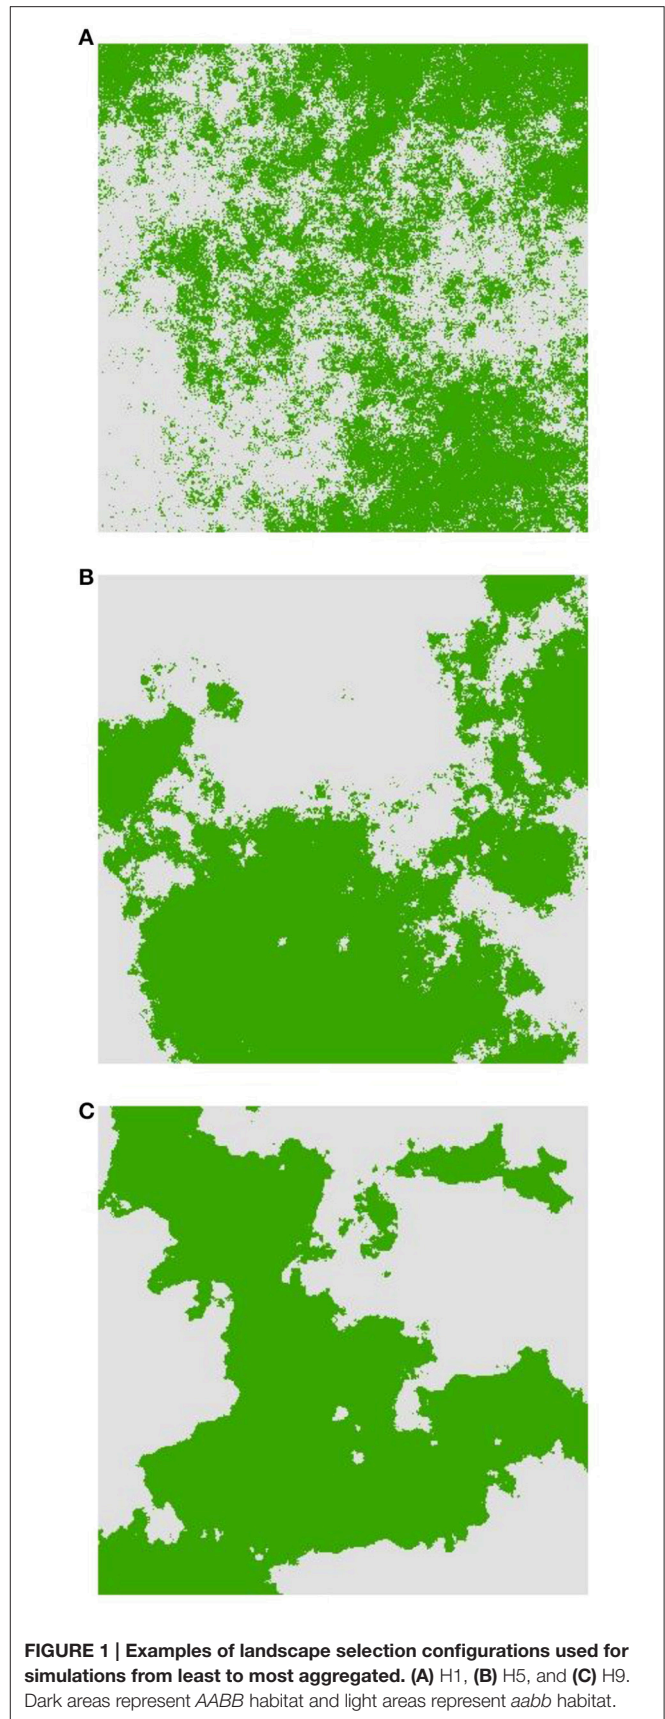 A
B
C
FIGURE 1 | Examples of landscape selection configurations used for
simulations from least to most aggregated. (A) H1, (B) H5, and (C) H9.
Dark areas represent AABB habitat and light areas represent aabb habitat.